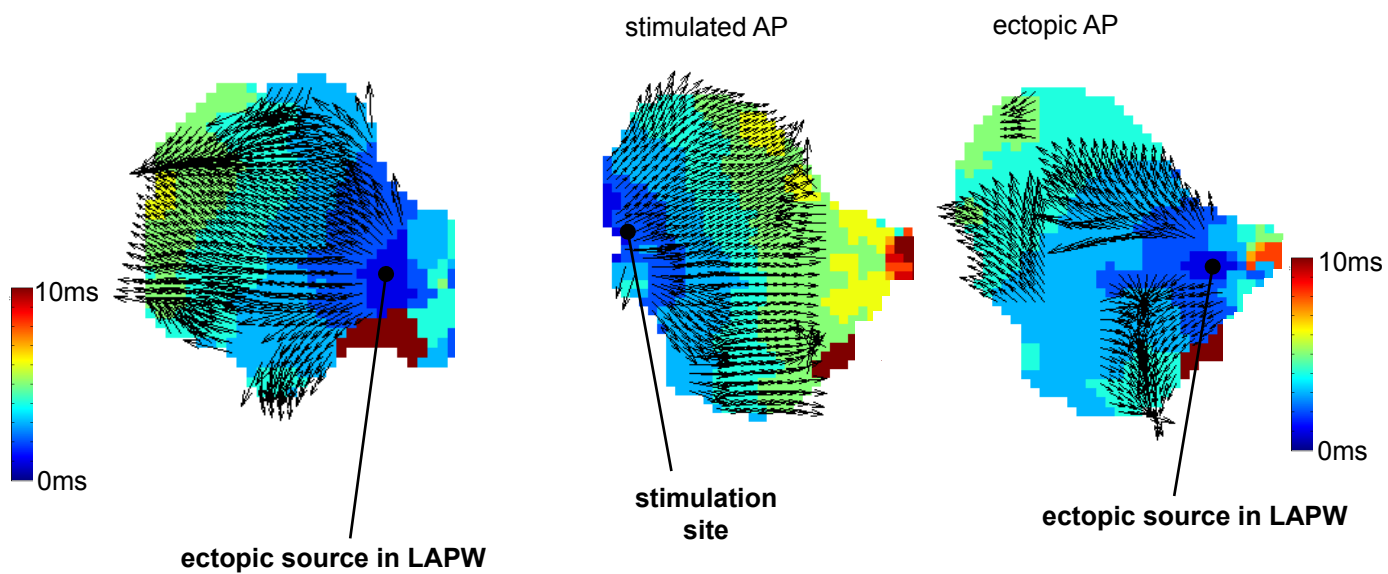 stimulated AP
ectopic AP
10ms
0ms
10ms
0ms
stimulation
site
ectopic source in LAPW
ectopic source in LAPW